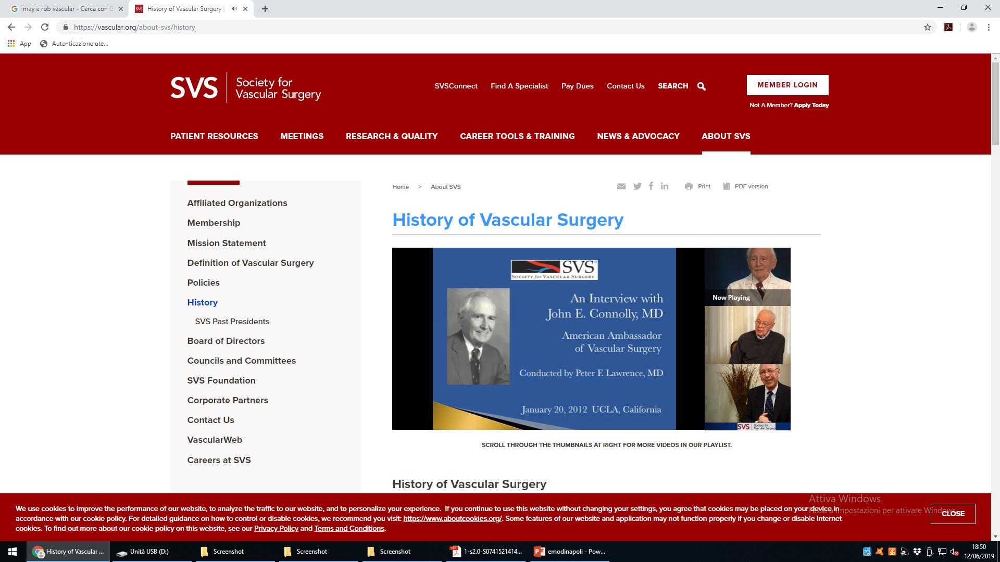 may e rob vascular - Cerca con G
History of Vascular Surgery |
https://vascular.org/about-svs/history
App
Autenticazione ute...
SVS
Society for
Vascular Surgery
SVSConnect
Find A Specialist
Pay Dues
Contact Us
SEARCH
MEMBER LOGIN
Not A Member? Apply Today
PATIENT RESOURCES
MEETINGS
RESEARCH & QUALITY
CAREER TOOLS & TRAINING
NEWS & ADVOCACY
ABOUT SVS
Affiliated Organizations
Membership
Mission Statement
Definition of Vascular Surgery
Policies
History
SVS Past Presidents
Board of Directors
Councils and Committees
SVS Foundation
Corporate Partners
Contact Us
VascularWeb
Careers at SVS
Home > About SVS
Print
PDF version
History of Vascular Surgery
SVS
SOCIETY for VASCULAR SURGERY
An Interview with
John E. Connolly, MD
American Ambassador
of Vascular Surgery
Conducted by Peter F. Lawrence, MD
January 20, 2012 UCLA, California
Now Playing
SVS
Society for
Vascular Surgery
SCROLL THROUGH THE THUMBNAILS AT RIGHT FOR MORE VIDEOS IN OUR PLAYLIST.
History of Vascular Surgery
We use cookies to improve the performance of our website, to analyze the traffic to our website, and to personalize your experience. If you continue to use this website without changing your settings, you agree that cookies may be placed on your device in
accordance with our cookie policy. For detailed guidance on how to control or disable cookies, we recommend you visit: https://www.aboutcookies.org/. Some features of our website and application may not function properly if you change or disable Internet
cookies. To find out more about our cookie policy on this website, see our Privacy Policy and Terms and Conditions.
CLOSE
Attiva Windows
Passa a Impostazioni per attivare Windows.
History of Vascular ...
Unità USB (D:)
Screenshot
Screenshot
Screenshot
1-s2.0-S0741521414...
emodinapoli - Pow...
18:50
12/06/2019